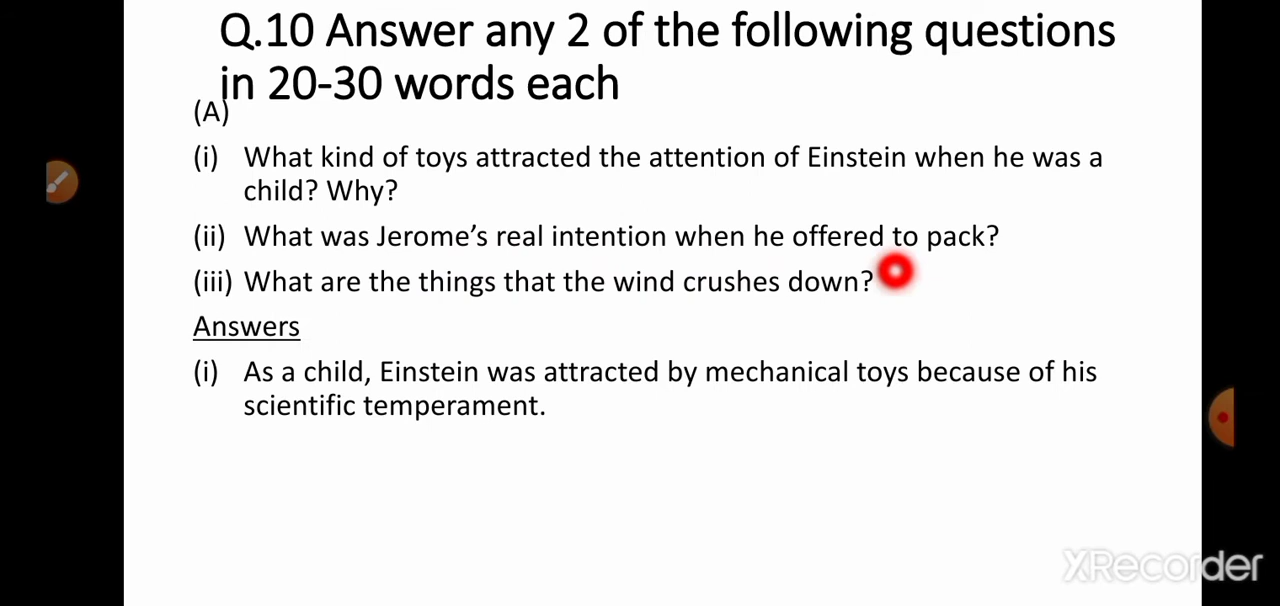 Q.10 Answer any 2 of the following questions
in 20-30 words each
(A)
(i) What kind of toys attracted the attention of Einstein when he was a
child? Why?
(ii) What was Jerome’s real intention when he offered to pack?
(iii) What are the things that the wind crushes down?
Answers
(i) As a child, Einstein was attracted by mechanical toys because of his
scientific temperament.
XRecorder